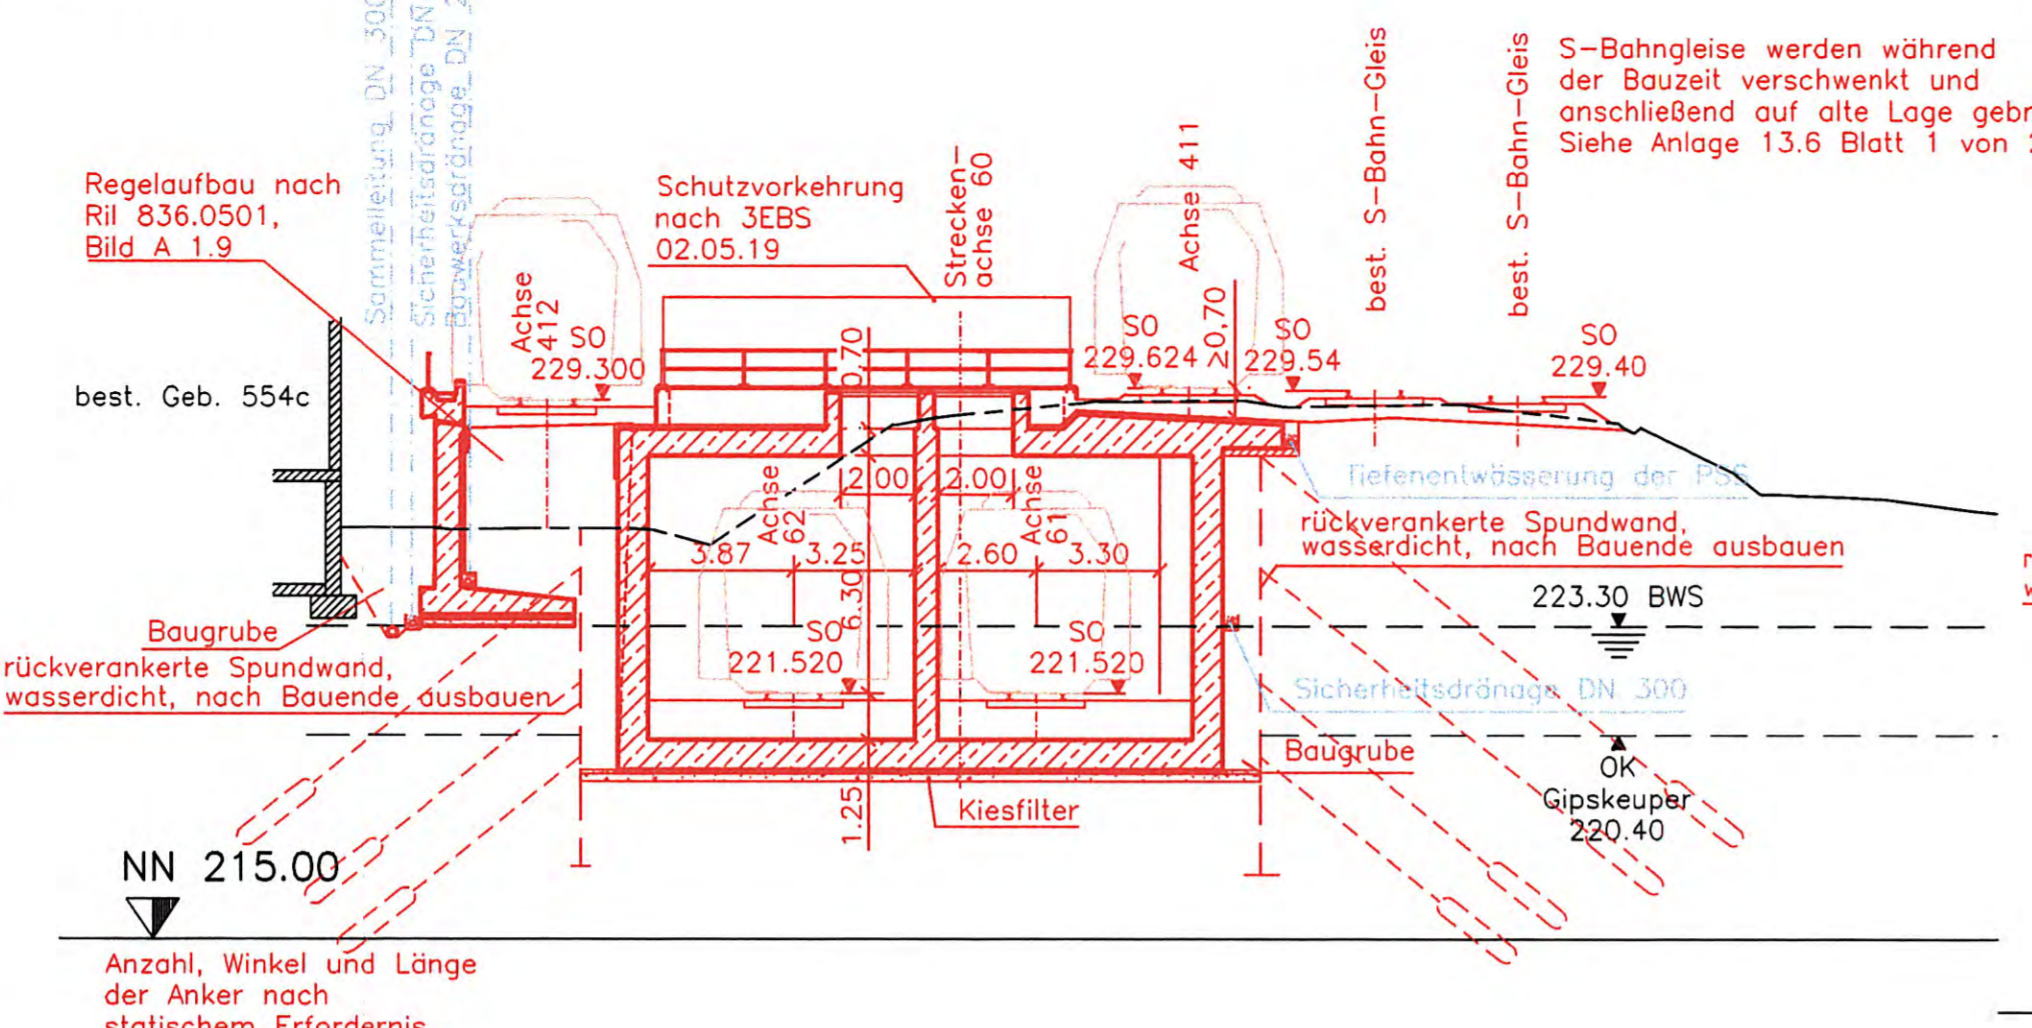 Sammelleitung DN 300
Sicherheitsdränage DN
Bauwerksdränage DN
Regelaufbau nach
Ril 836.0501,
Bild A 1.9
best. Geb. 554c
Achse
412
SO
229.300
Schutzvorkehrung
nach 3EBS
02.05.19
Strecken-
achse 60
0,70
Achse 411
SO
229.624
≥0,70
SO
229.54
best. S-Bahn-Gleis
best. S-Bahn-Gleis
SO
229.40
S-Bahngleise werden während
der Bauzeit verschwenkt und
anschließend auf alte Lage gebr
Siehe Anlage 13.6 Blatt 1 von
Tiefenentwässerung der PSS
rückverankerte Spundwand,
wasserdicht, nach Bauende ausbauen
2.00
2.00
Achse
62
Achse
61
3.87
3.25
2.60
3.30
6.30
SO
221.520
SO
221.520
223.30 BWS
Sicherheitsdränage DN 300
Baugrube
rückverankerte Spundwand,
wasserdicht, nach Bauende ausbauen
Baugrube
OK
Gipskeuper
220.40
1.25
Kiesfilter
NN 215.00
Anzahl, Winkel und Länge
der Anker nach
statischem Erfordernis